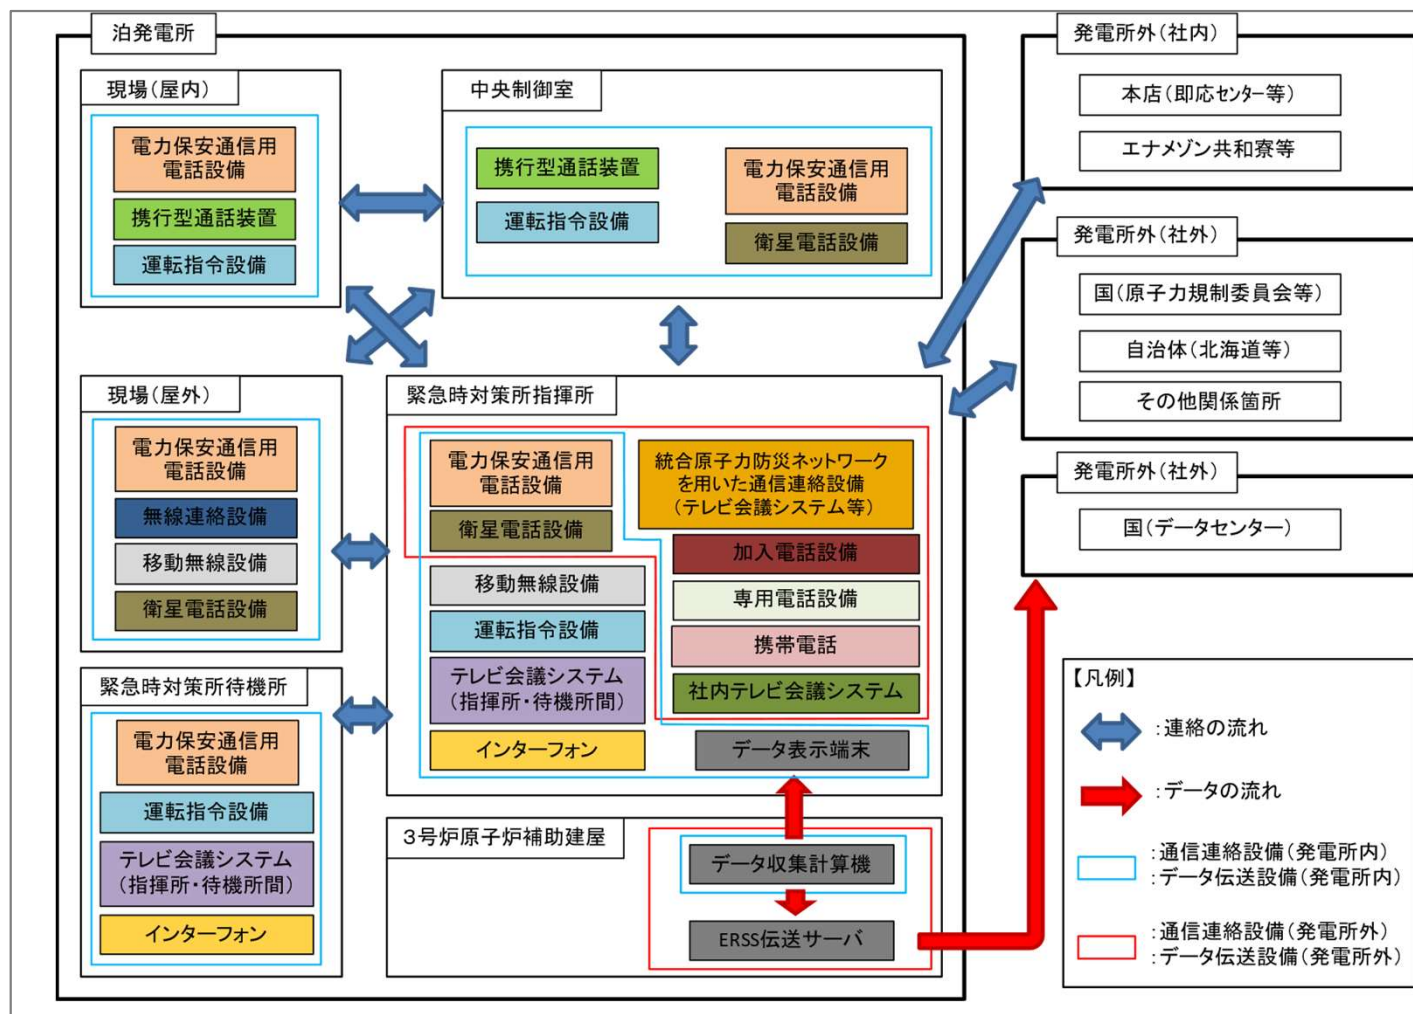 泊発電所
現場(屋内)
電力保安通信用
電話設備
携行型通話装置
運転指令設備
中央制御室
携行型通話装置
運転指令設備
電力保安通信用
電話設備
衛星電話設備
現場(屋外)
電力保安通信用
電話設備
無線連絡設備
移動無線設備
衛星電話設備
緊急時対策所待機所
電力保安通信用
電話設備
運転指令設備
テレビ会議システム
(指揮所・待機所間)
インターフォン
緊急時対策所指揮所
電力保安通信用
電話設備
衛星電話設備
移動無線設備
運転指令設備
テレビ会議システム
(指揮所・待機所間)
インターフォン
統合原子力防災ネットワーク
を用いた通信連絡設備
(テレビ会議システム等)
加入電話設備
専用電話設備
携帯電話
社内テレビ会議システム
データ表示端末
3号炉原子炉補助建屋
データ収集計算機
ERSS伝送サーバ
発電所外(社内)
本店(即応センター等)
エナメゾン共和寮等
発電所外(社外)
国(原子力規制委員会等)
自治体(北海道等)
その他関係箇所
発電所外(社外)
国(データセンター)
【凡例】
:連絡の流れ
:データの流れ
:通信連絡設備(発電所内)
:データ伝送設備(発電所内)
:通信連絡設備(発電所外)
:データ伝送設備(発電所外)